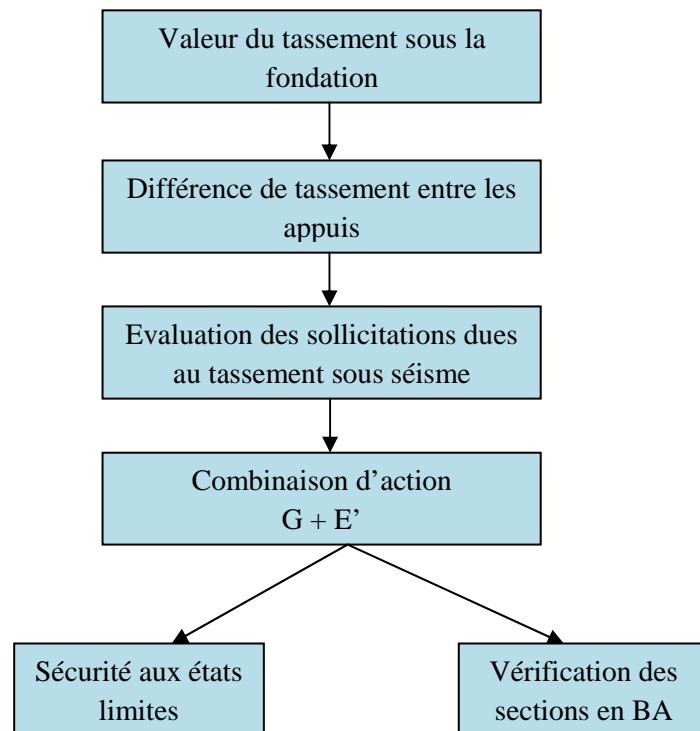 Valeur du tassement sous la
fondation
Différence de tassement entre les
appuis
Evaluation des sollicitations dues
au tassement sous séisme
Combinaison d’action
G + E’
Sécurité aux états
limites
Vérification des
sections en BA